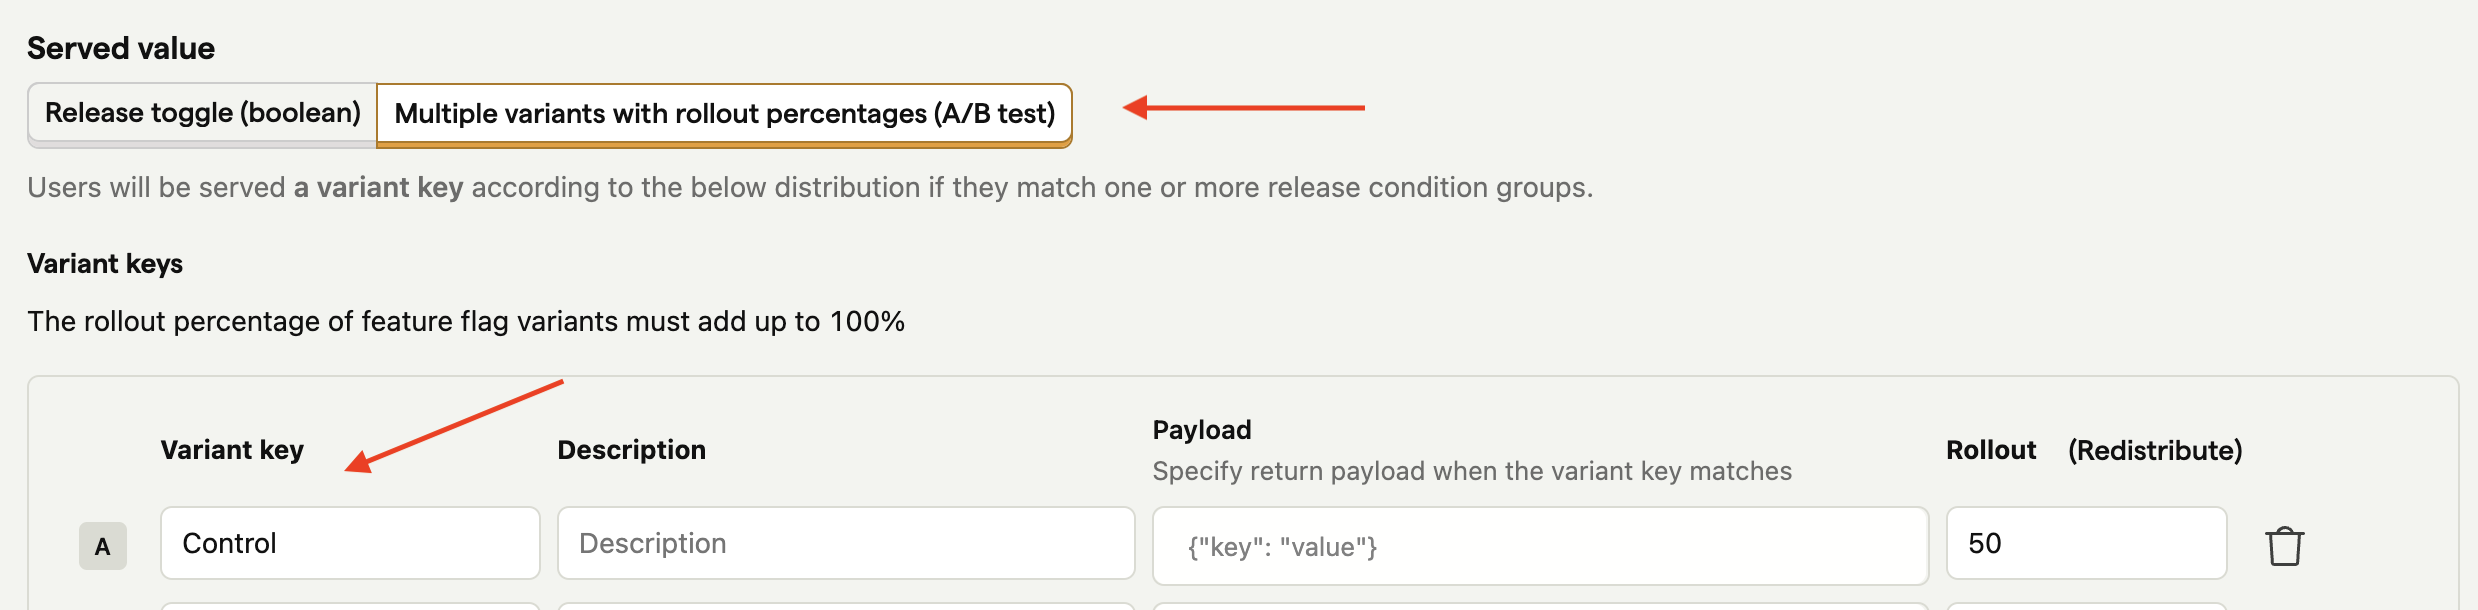 Served value
Release toggle (boolean) Multiple variants with rollout percentages (A/B test)
Users will be served a variant key according to the below distribution if they match one or more release condition groups.
Variant keys
The rollout percentage of feature flag variants must add up to 100%
Variant key Description Payload Rollout (Redistribute)
Specify return payload when the variant key matches
A Control Description {"key": "value"} 50